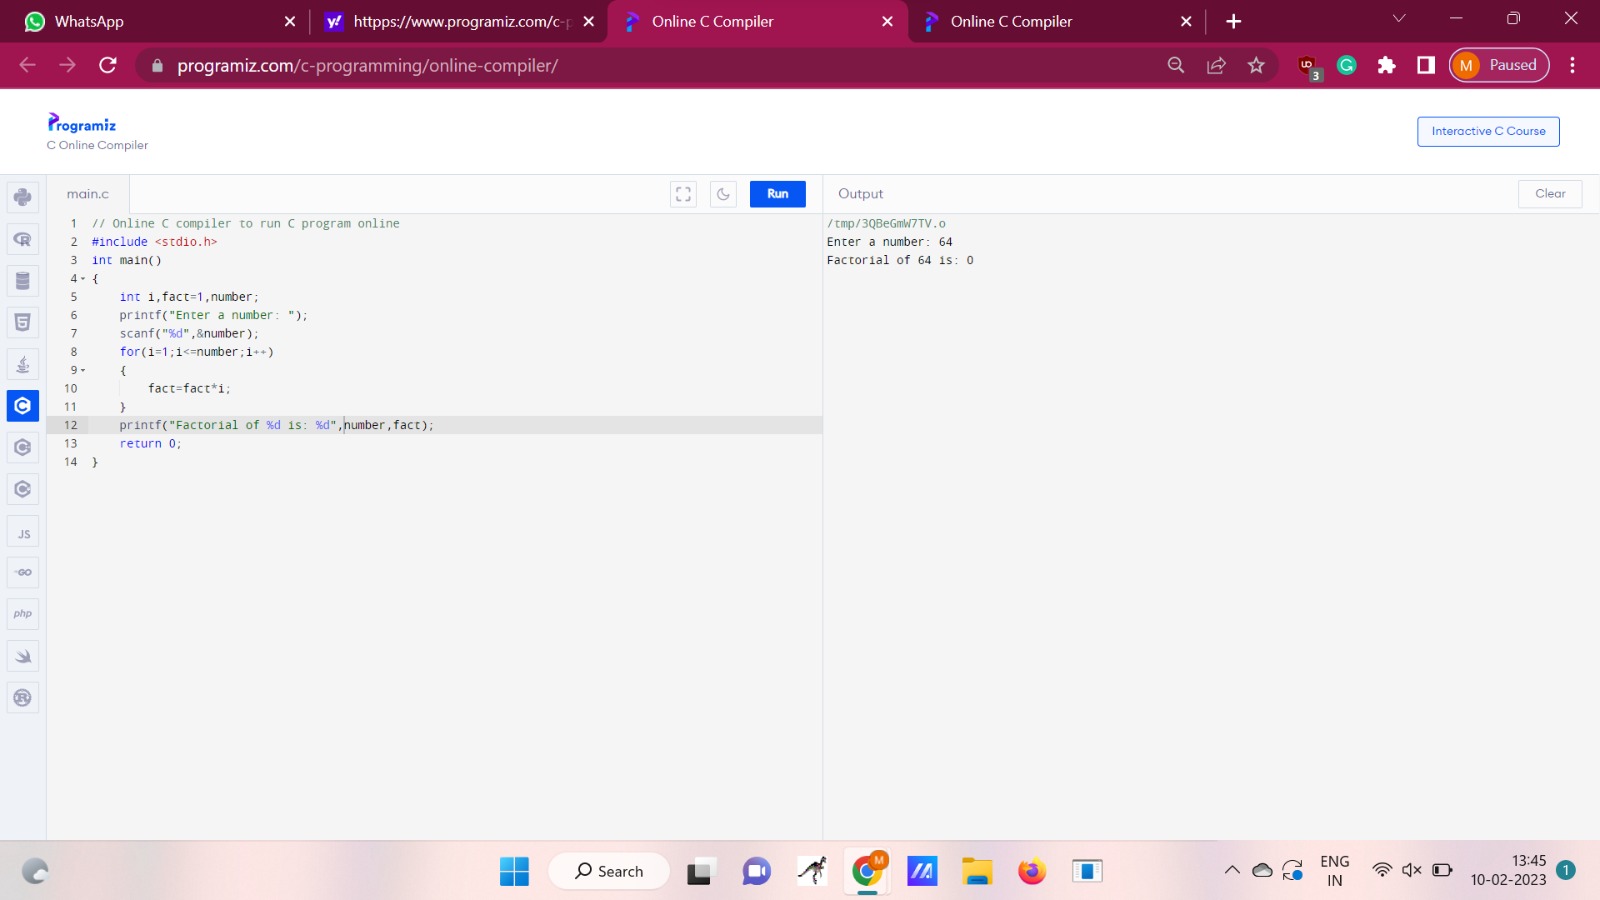 WhatsApp
httpps://www.programiz.com/c-p
Online C Compiler
Online C Compiler
programiz.com/c-programming/online-compiler/
3
M Paused
Programiz
C Online Compiler
Interactive C Course
main.c
Run
Output
Clear
1 // Online C compiler to run C program online
2 #include <stdio.h>
3 int main()
4 {
5 int i,fact=1,number;
6 printf("Enter a number: ");
7 scanf("%d",&number);
8 for(i=1;i<=number;i++)
9 {
10 fact=fact*i;
11 }
12 printf("Factorial of %d is: %d",number,fact);
13 return 0;
14 }
/tmp/3QBeGmW7TV.o
Enter a number: 64
Factorial of 64 is: 0
JS
GO
php
Search
M
ENG
IN
13:45
10-02-2023
1